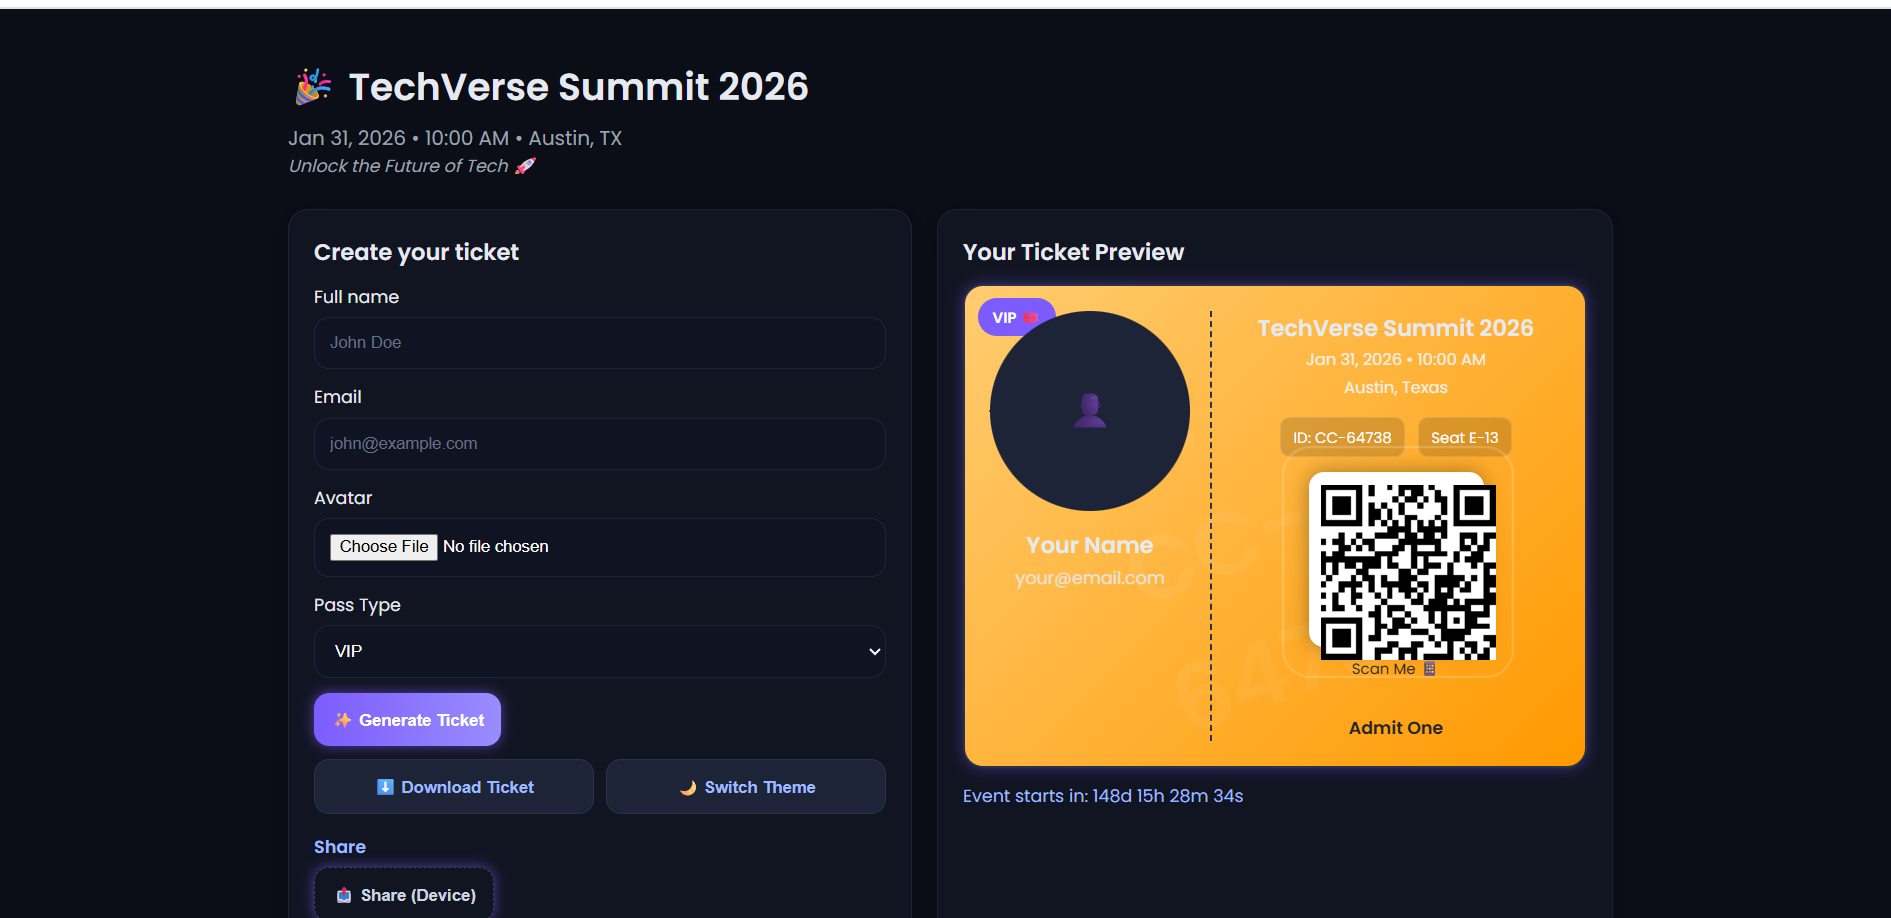 🎉 TechVerse Summit 2026
Jan 31, 2026 • 10:00 AM • Austin, TX
Unlock the Future of Tech 🚀
Create your ticket
Full name
John Doe
Email
john@example.com
Avatar
Choose File No file chosen
Pass Type
VIP
✨ Generate Ticket
⬇️ Download Ticket
🌙 Switch Theme
Share
📤 Share (Device)
Your Ticket Preview
VIP 🎟️
Your Name
your@email.com
TechVerse Summit 2026
Jan 31, 2026 • 10:00 AM
Austin, Texas
ID: CC-64738
Seat E-13
CC-
647
Scan Me
Admit One
Event starts in: 148d 15h 28m 34s